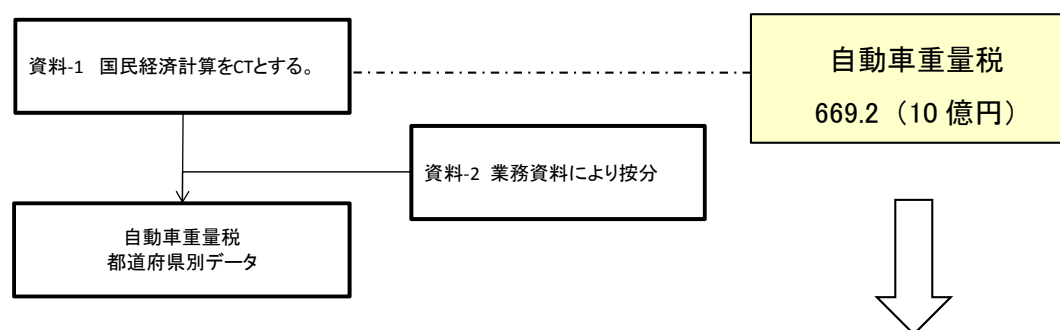 資料-1 国民経済計算をCTとする。
自動車重量税
669.2（10 億円）
資料-2 業務資料により按分
自動車重量税
都道府県別データ